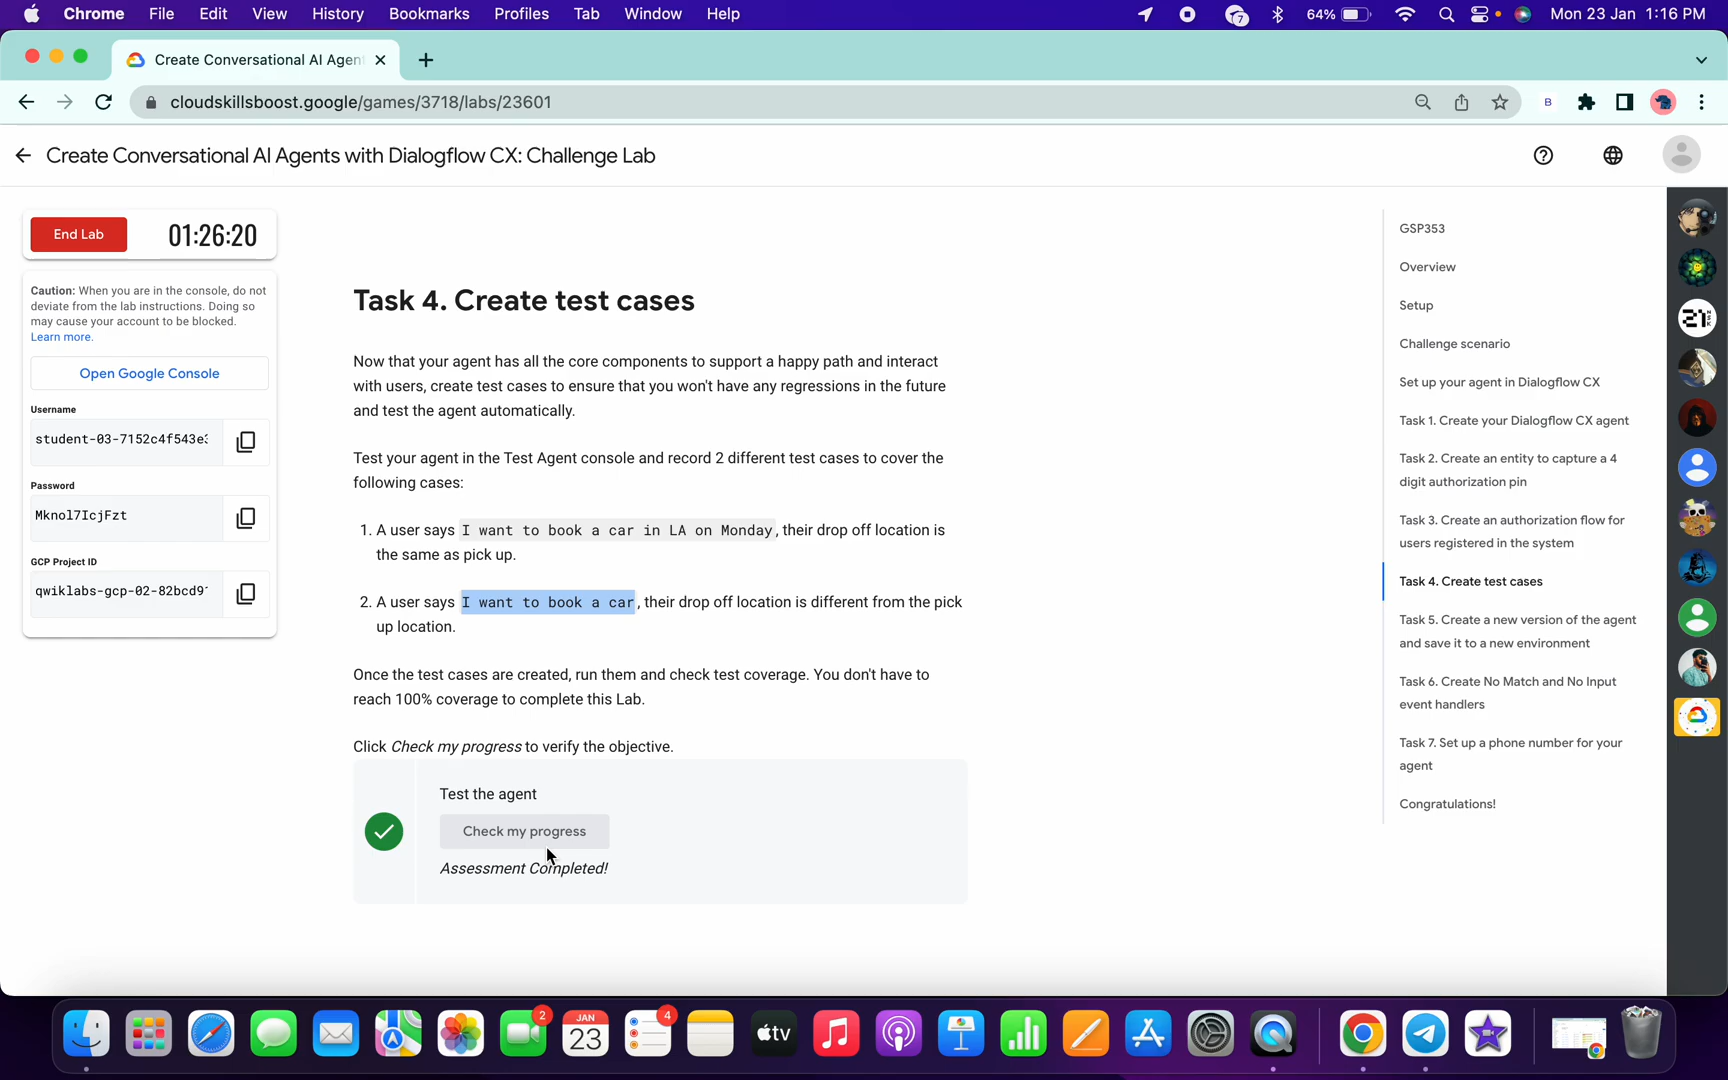 Chrome File Edit View History Bookmarks Profiles Tab Window Help 7 64% Mon 23 Jan 1:16 PM
Create Conversational AI Agen
cloudskillsboost.google/games/3718/labs/23601 B
Create Conversational AI Agents with Dialogflow CX: Challenge Lab
End Lab 01:26:20
Caution: When you are in the console, do not
deviate from the lab instructions. Doing so
may cause your account to be blocked.
Learn more.
Open Google Console
Username
student-03-7152c4f543e
Password
Mknol7IcjFzt
GCP Project ID
qwiklabs-gcp-02-82bcd9
Task 4. Create test cases
Now that your agent has all the core components to support a happy path and interact
with users, create test cases to ensure that you won't have any regressions in the future
and test the agent automatically.
Test your agent in the Test Agent console and record 2 different test cases to cover the
following cases:
1. A user says I want to book a car in LA on Monday, their drop off location is
the same as pick up.
2. A user says I want to book a car, their drop off location is different from the pick
up location.
Once the test cases are created, run them and check test coverage. You don't have to
reach 100% coverage to complete this Lab.
Click Check my progress to verify the objective.
Test the agent
Check my progress
Assessment Completed!
GSP353
Overview
Setup
Challenge scenario
Set up your agent in Dialogflow CX
Task 1. Create your Dialogflow CX agent
Task 2. Create an entity to capture a 4
digit authorization pin
Task 3. Create an authorization flow for
users registered in the system
Task 4. Create test cases
Task 5. Create a new version of the agent
and save it to a new environment
Task 6. Create No Match and No Input
event handlers
Task 7. Set up a phone number for your
agent
Congratulations!
21
2 JAN 23 4 tv